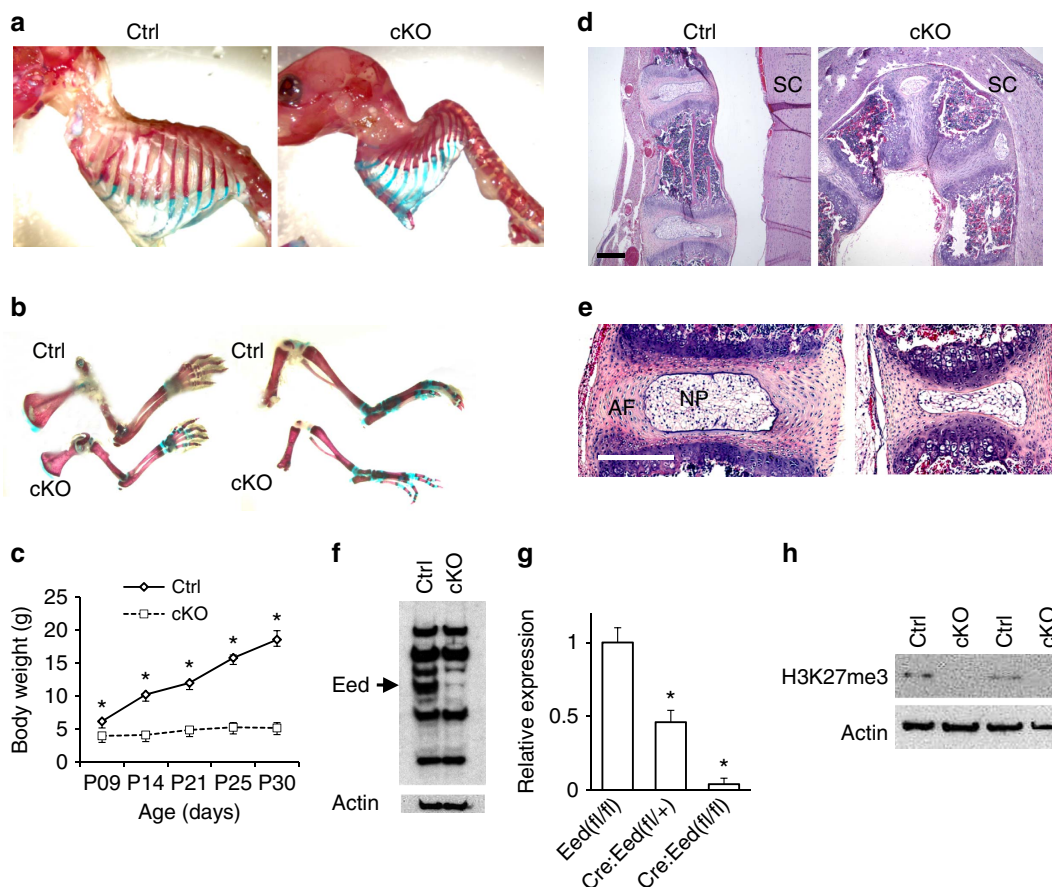 a
Ctrl
cKO
b
Ctrl
Ctrl
cKO
cKO
c
Ctrl
cKO
Body weight (g)
25
20
15
10
5
0
* * * * *
P09 P14 P21 P25 P30
Age (days)
d
Ctrl
cKO
SC
SC
e
AF
NP
f
Ctrl
cKO
Eed
Actin
g
Relative expression
1
0.5
0
*
*
Eed(fl/fl)
Cre:Eed(fl/+)
Cre:Eed(fl/fl)
h
Ctrl
cKO
Ctrl
cKO
H3K27me3
Actin